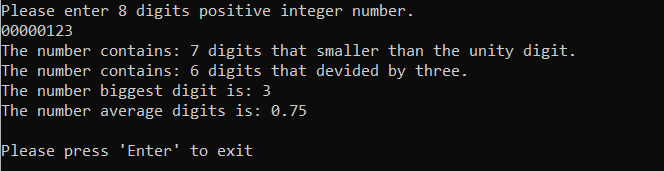 Please enter 8 digits positive integer number.
00000123
The number contains: 7 digits that smaller than the unity digit.
The number contains: 6 digits that devided by three.
The number biggest digit is: 3
The number average digits is: 0.75
Please press 'Enter' to exit